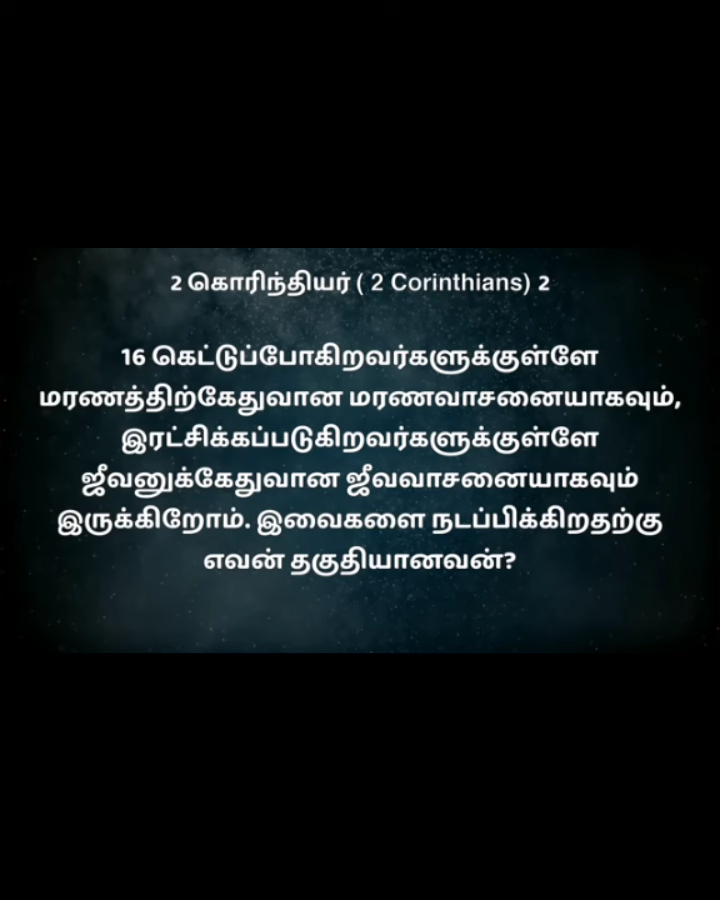 2 கொரிந்தியர் ( 2 Corinthians) 2
16 கெட்டுப்போகிறவர்களுக்குள்ளே
மரணத்திற்கேதுவான மரணவாசனையாகவும்,
இரட்சிக்கப்படுகிறவர்களுக்குள்ளே
ஜீவனுக்கேதுவான ஜீவவாசனையாகவும்
இருக்கிறோம். இவைகளை நடப்பிக்கிறதற்கு
எவன் தகுதியானவன்?